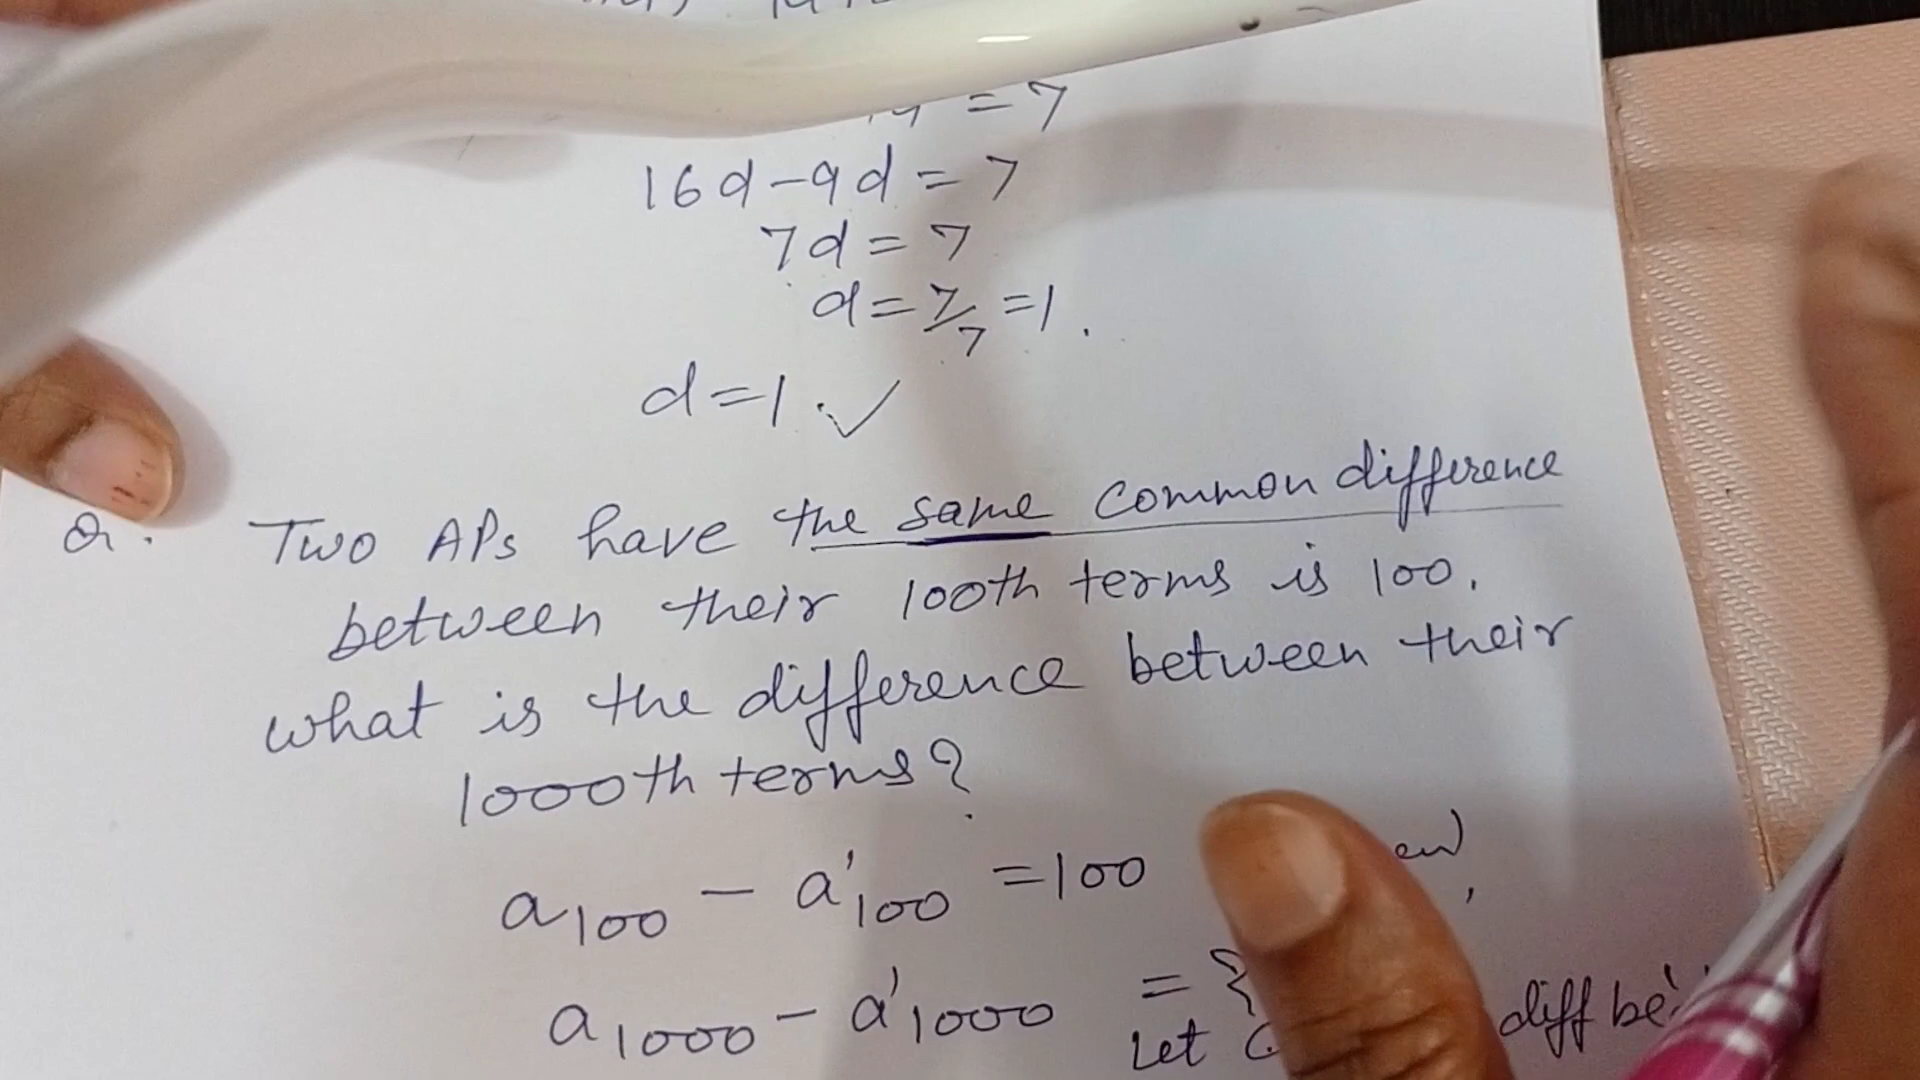 = 7
16d-9d = 7
7d = 7
d = 7/7 = 1.
d = 1. ✓
Q. Two APs have the same common difference
between their 100th terms is 100.
what is the difference between their
1000th terms?
a100 - a'100 = 100
a1000 - a'1000 = ?
Let diff be